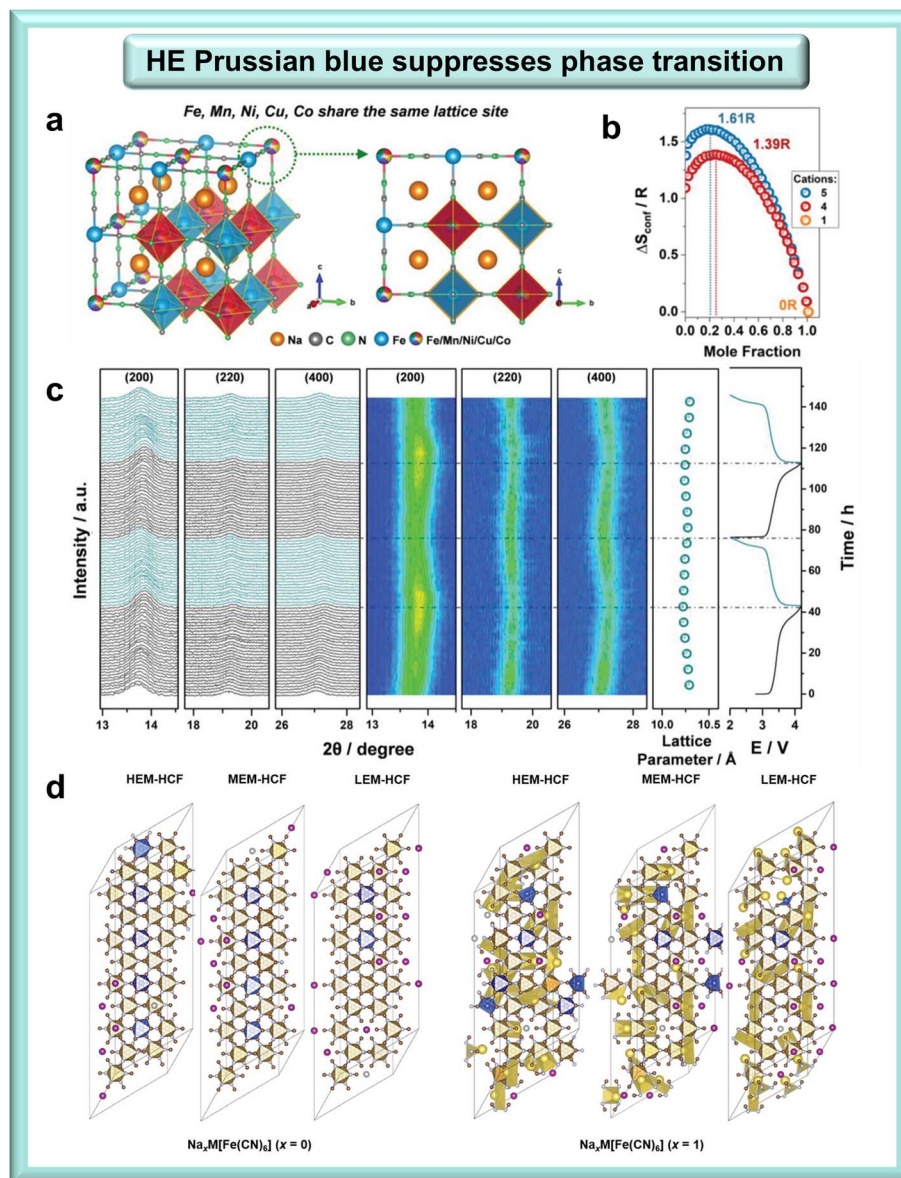 HE Prussian blue suppresses phase transition
a
Fe, Mn, Ni, Cu, Co share the same lattice site
c
a
b
c
a
b
Na
C
N
Fe
Fe/Mn/Ni/Cu/Co
b
1.61R
1.39R
Cations:
5
4
1
0R
1.5
1.0
0.5
0.0
ΔSconf / R
0.0 0.2 0.4 0.6 0.8 1.0
Mole Fraction
c
(200) (220) (400) (200) (220) (400)
Intensity / a.u.
140
120
100
80
60
40
20
0
Time / h
13 14 18 20 26 28 13 14 18 20 26 28 10.0 10.5 2 3 4
2θ / degree
Lattice
Parameter / Å
E / V
d
HEM-HCF MEM-HCF LEM-HCF HEM-HCF MEM-HCF LEM-HCF
NaxM[Fe(CN)6] (x = 0) NaxM[Fe(CN)6] (x = 1)